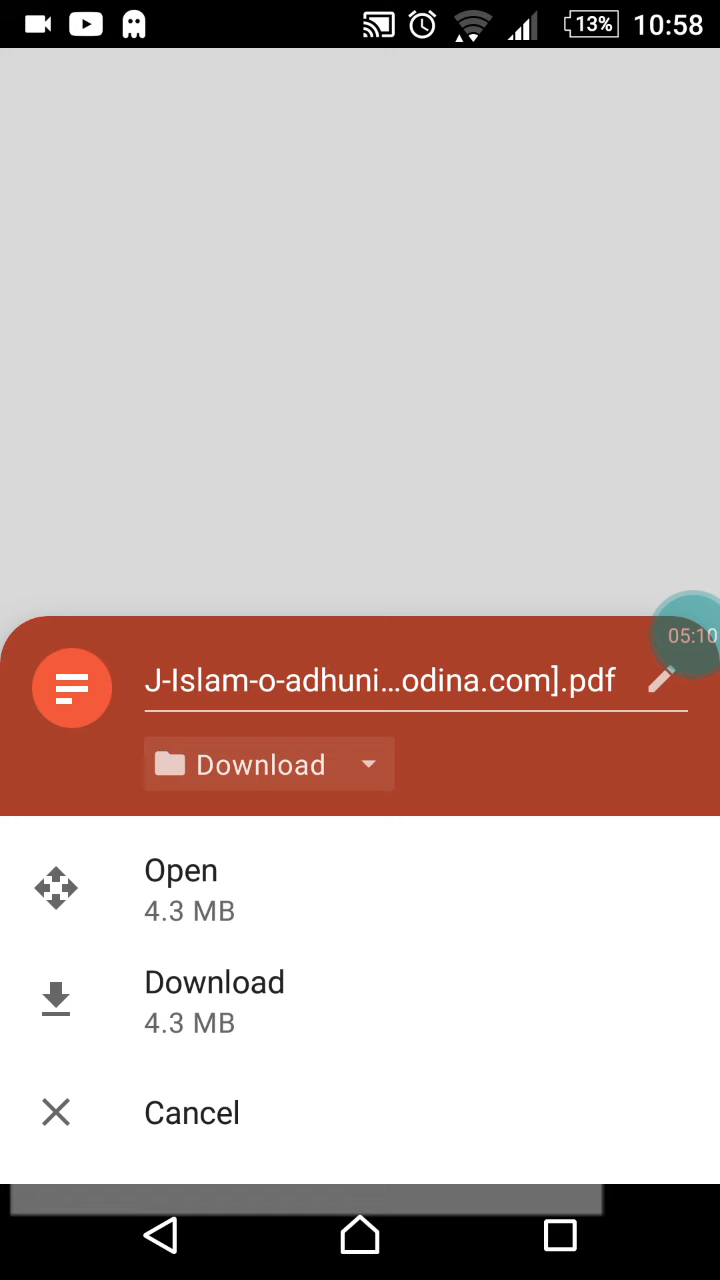 13% 10:58
05:10
J-Islam-o-adhuni...odina.com].pdf
Download
Open
4.3 MB
Download
4.3 MB
Cancel